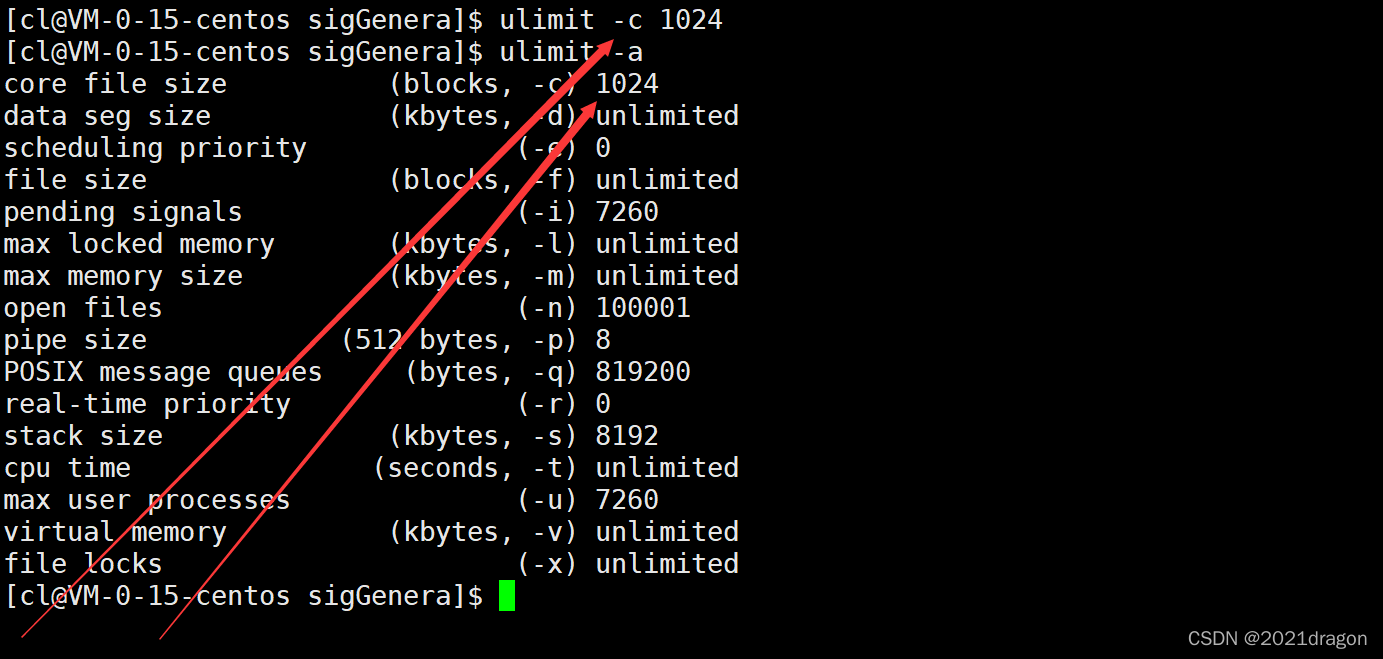 [cl@VM-0-15-centos sigGenera]$ ulimit -c 1024
[cl@VM-0-15-centos sigGenera]$ ulimit -a
core file size          (blocks, -c) 1024
data seg size           (kbytes, -d) unlimited
scheduling priority             (-e) 0
file size               (blocks, -f) unlimited
pending signals                 (-i) 7260
max locked memory       (kbytes, -l) unlimited
max memory size         (kbytes, -m) unlimited
open files                      (-n) 100001
pipe size            (512 bytes, -p) 8
POSIX message queues     (bytes, -q) 819200
real-time priority              (-r) 0
stack size              (kbytes, -s) 8192
cpu time               (seconds, -t) unlimited
max user processes              (-u) 7260
virtual memory          (kbytes, -v) unlimited
file locks                      (-x) unlimited
[cl@VM-0-15-centos sigGenera]$
CSDN @2021dragon